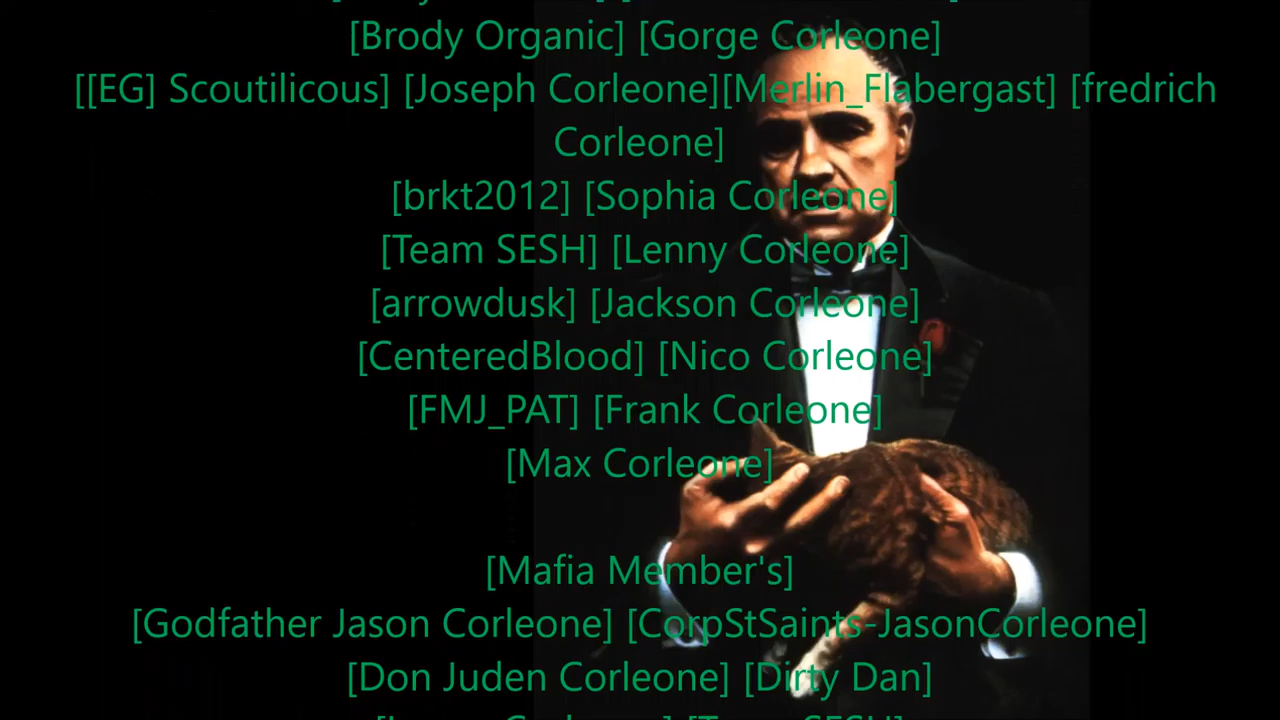 [Brody Organic] [Gorge Corleone]
[[EG] Scoutilicous] [Joseph Corleone][Merlin_Flabergast] [fredrich
Corleone]
[brkt2012] [Sophia Corleone]
[Team SESH] [Lenny Corleone]
[arrowdusk] [Jackson Corleone]
[CenteredBlood] [Nico Corleone]
[FMJ_PAT] [Frank Corleone]
[Max Corleone]
[Mafia Member's]
[Godfather Jason Corleone] [CorpStSaints-JasonCorleone]
[Don Juden Corleone] [Dirty Dan]